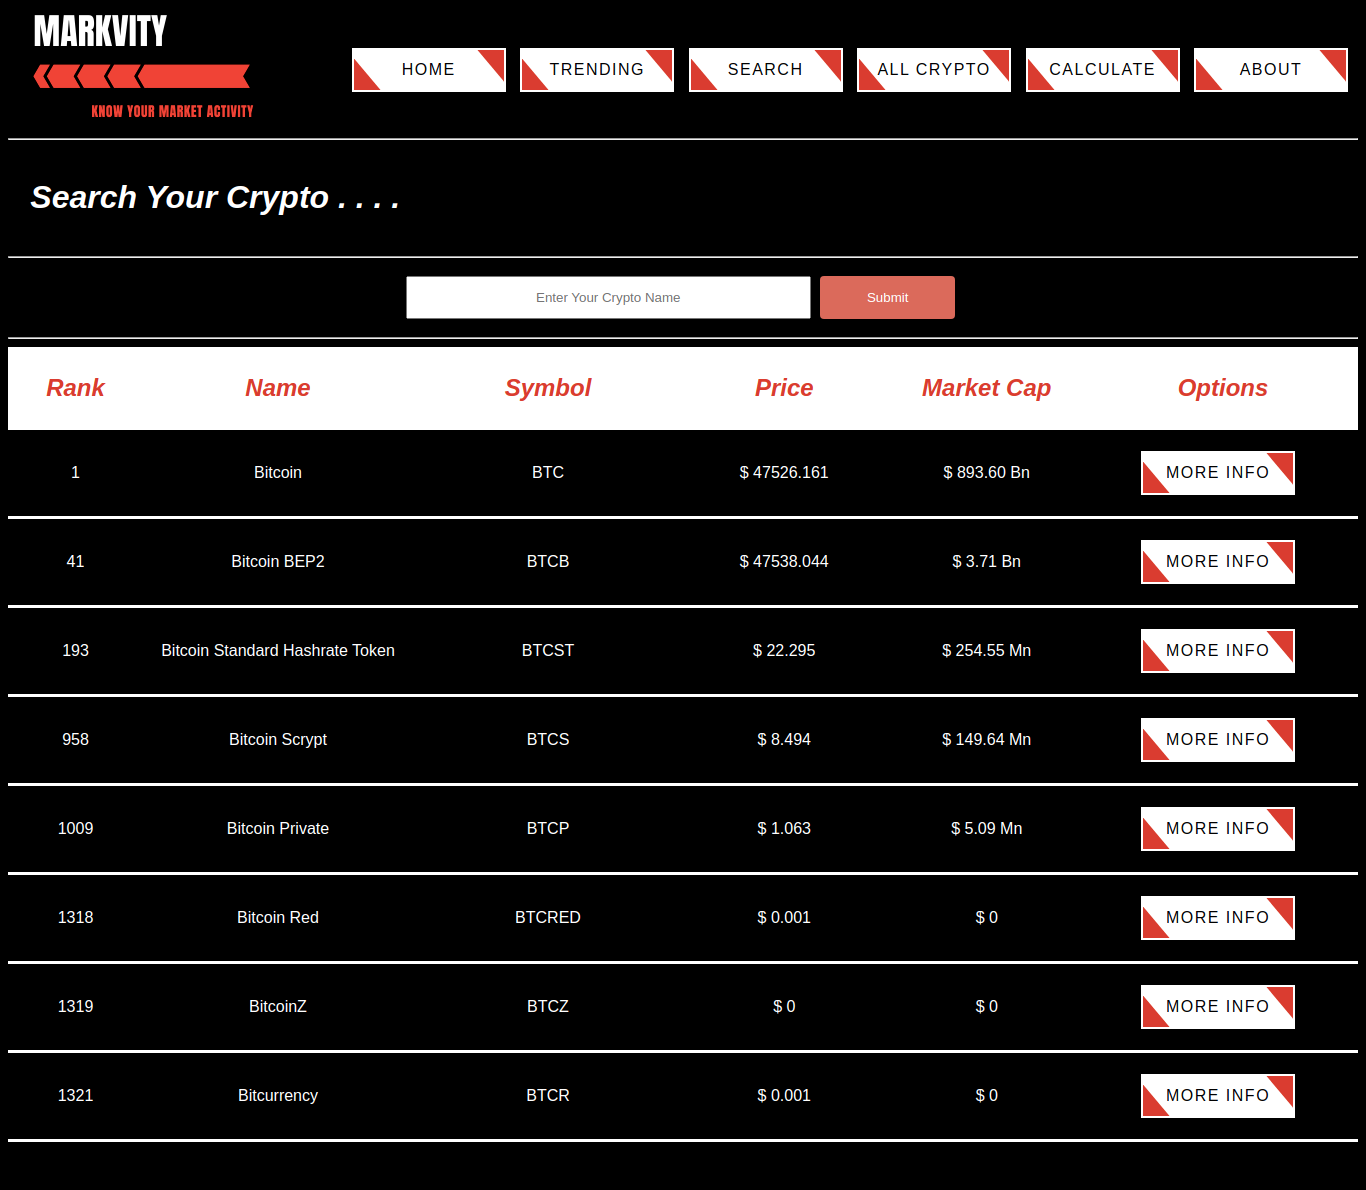 MARKVITY
KNOW YOUR MARKET ACTIVITY
HOME TRENDING SEARCH ALL CRYPTO CALCULATE ABOUT
Search Your Crypto . . . .
Enter Your Crypto Name Submit
Rank Name Symbol Price Market Cap Options
1 Bitcoin BTC $ 47526.161 $ 893.60 Bn MORE INFO
41 Bitcoin BEP2 BTCB $ 47538.044 $ 3.71 Bn MORE INFO
193 Bitcoin Standard Hashrate Token BTCST $ 22.295 $ 254.55 Mn MORE INFO
958 Bitcoin Scrypt BTCS $ 8.494 $ 149.64 Mn MORE INFO
1009 Bitcoin Private BTCP $ 1.063 $ 5.09 Mn MORE INFO
1318 Bitcoin Red BTCRED $ 0.001 $ 0 MORE INFO
1319 BitcoinZ BTCZ $ 0 $ 0 MORE INFO
1321 Bitcurrency BTCR $ 0.001 $ 0 MORE INFO